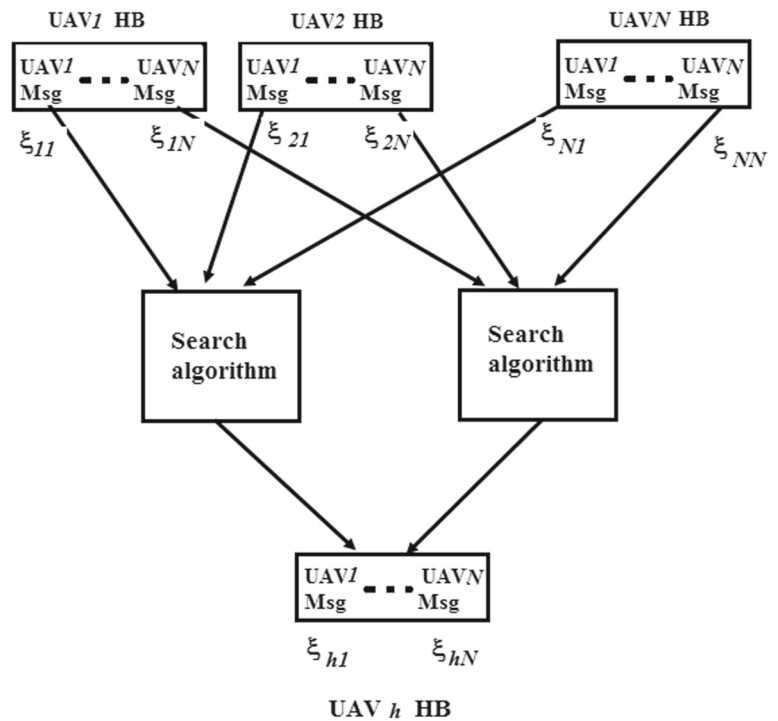 UAV1 HB
UAV2 HB
UAVN HB
UAV1 Msg
UAVN Msg
UAV1 Msg
UAVN Msg
UAV1 Msg
UAVN Msg
ξ11
ξ1N
ξ21
ξ2N
ξN1
ξNN
Search
algorithm
Search
algorithm
UAV1 Msg
UAVN Msg
ξh1
ξhN
UAV h HB